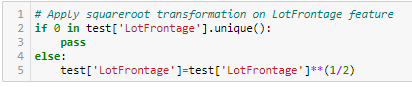 1 # Apply squareroot transformation on LotFrontage feature
2 if 0 in test['LotFrontage'].unique():
3     pass
4 else:
5     test['LotFrontage']=test['LotFrontage']**(1/2)